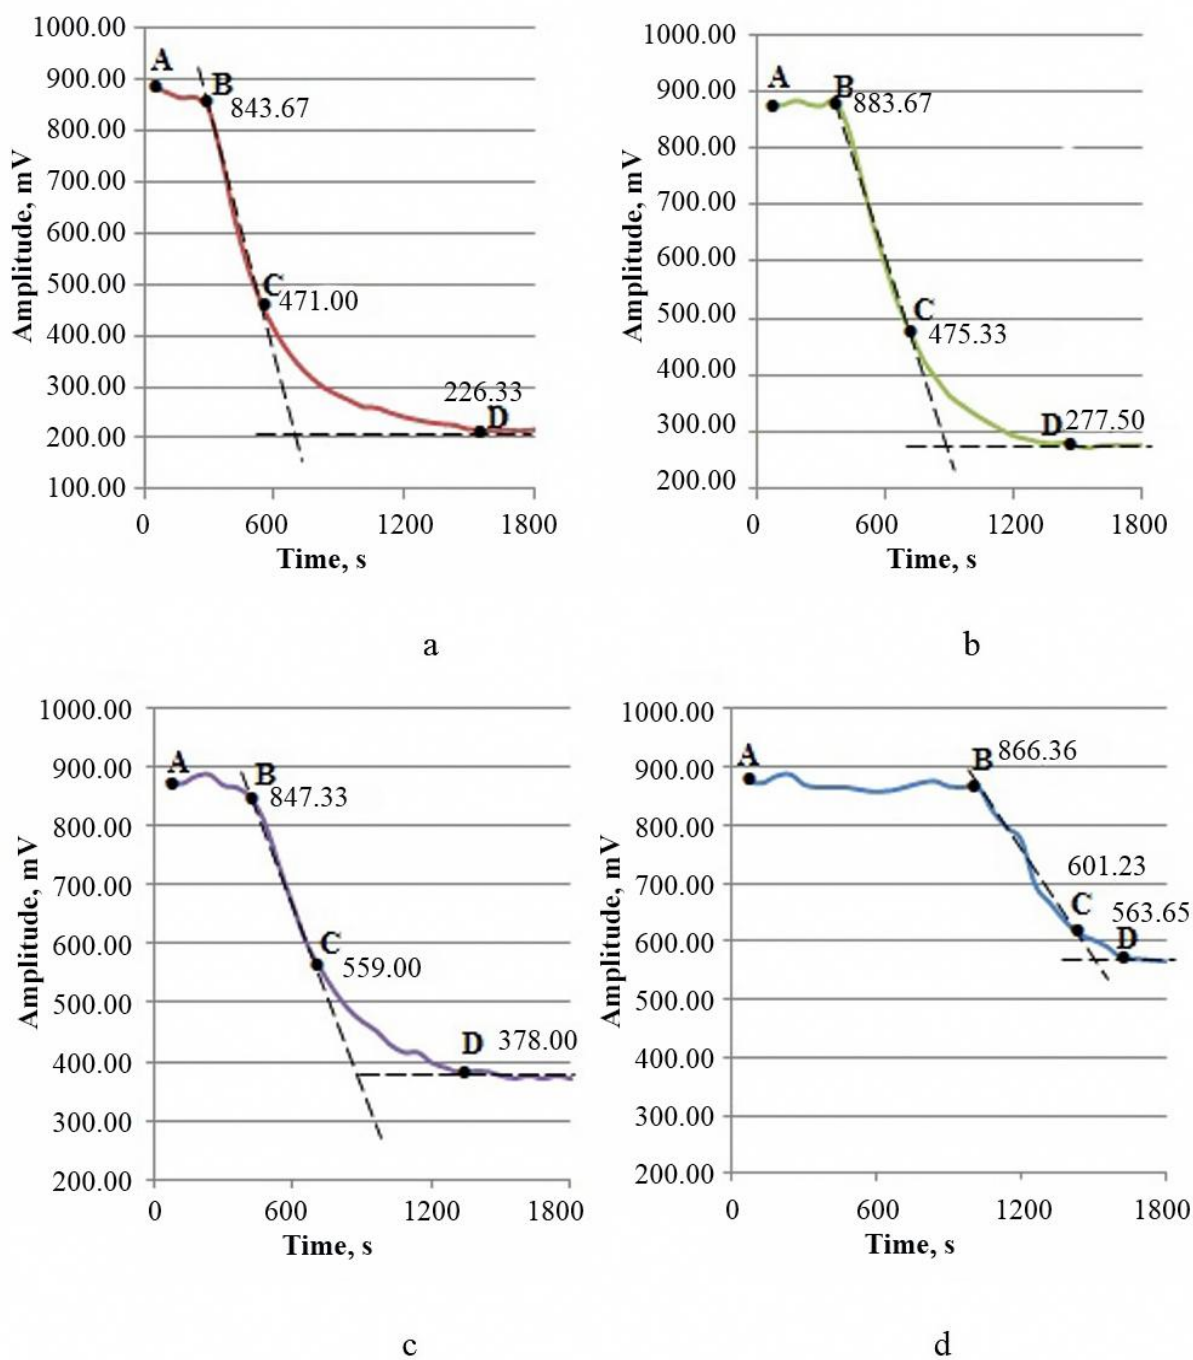 1000.00
900.00
800.00
700.00
600.00
500.00
400.00
300.00
200.00
100.00
Amplitude, mV
A
B
843.67
C
471.00
226.33
D
0 600 1200 1800
Time, s
a
1000.00
900.00
800.00
700.00
600.00
500.00
400.00
300.00
200.00
Amplitude, mV
A
B
883.67
C
475.33
D 277.50
0 600 1200 1800
Time, s
b
1000.00
900.00
800.00
700.00
600.00
500.00
400.00
300.00
200.00
Amplitude, mV
A
B
847.33
C
559.00
D 378.00
0 600 1200 1800
Time, s
c
1000.00
900.00
800.00
700.00
600.00
500.00
400.00
300.00
200.00
Amplitude, mV
A
B 866.36
601.23
C
563.65
D
0 600 1200 1800
Time, s
d